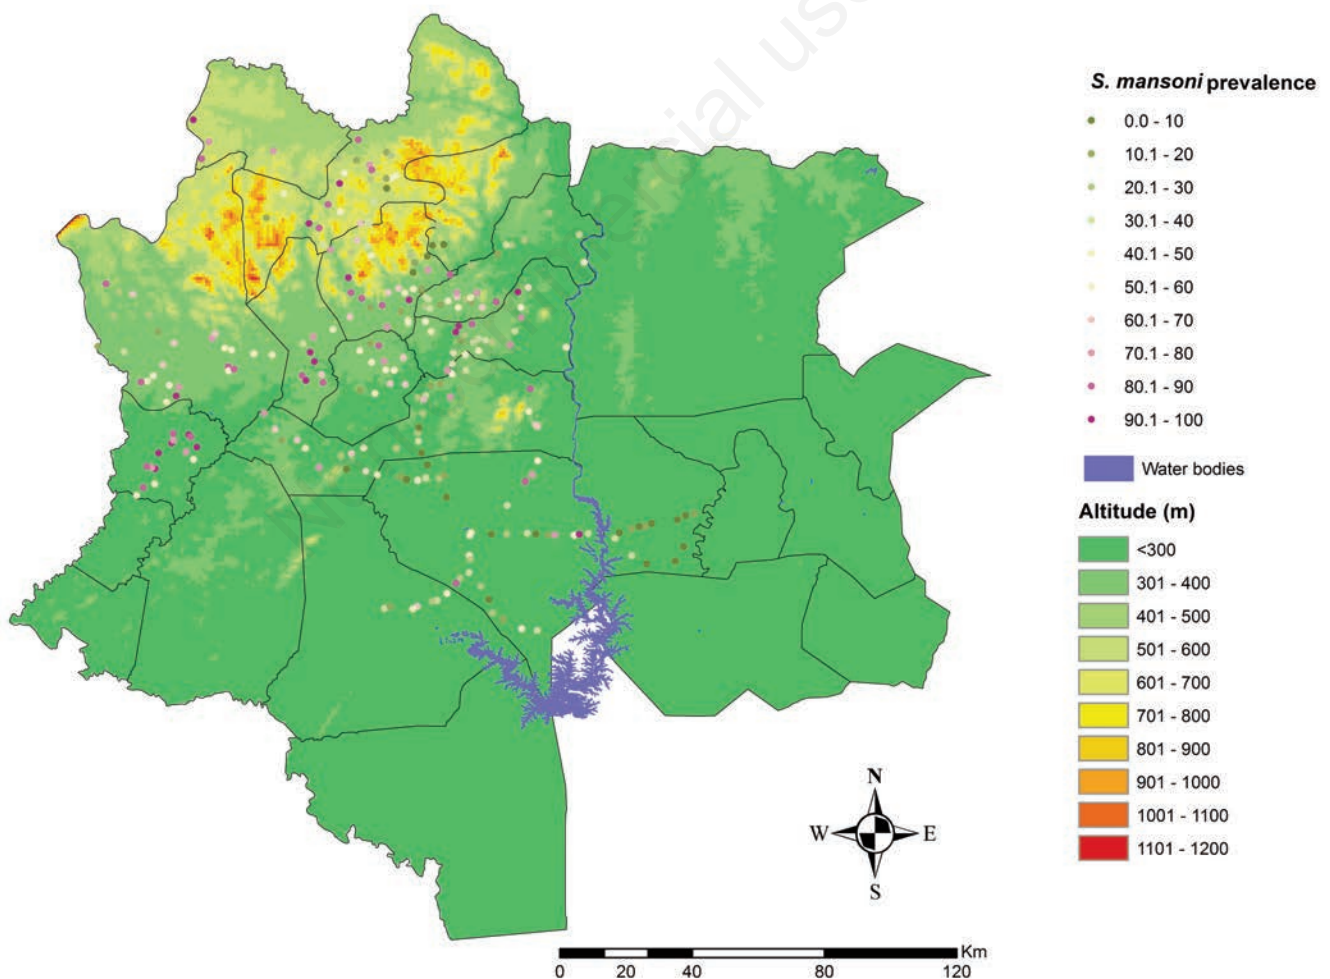 S. mansoni prevalence
0.0 - 10
10.1 - 20
20.1 - 30
30.1 - 40
40.1 - 50
50.1 - 60
60.1 - 70
70.1 - 80
80.1 - 90
90.1 - 100
Water bodies
Altitude (m)
<300
301 - 400
401 - 500
501 - 600
601 - 700
701 - 800
801 - 900
901 - 1000
1001 - 1100
1101 - 1200
N
W E
S
Km
0 20 40 80 120